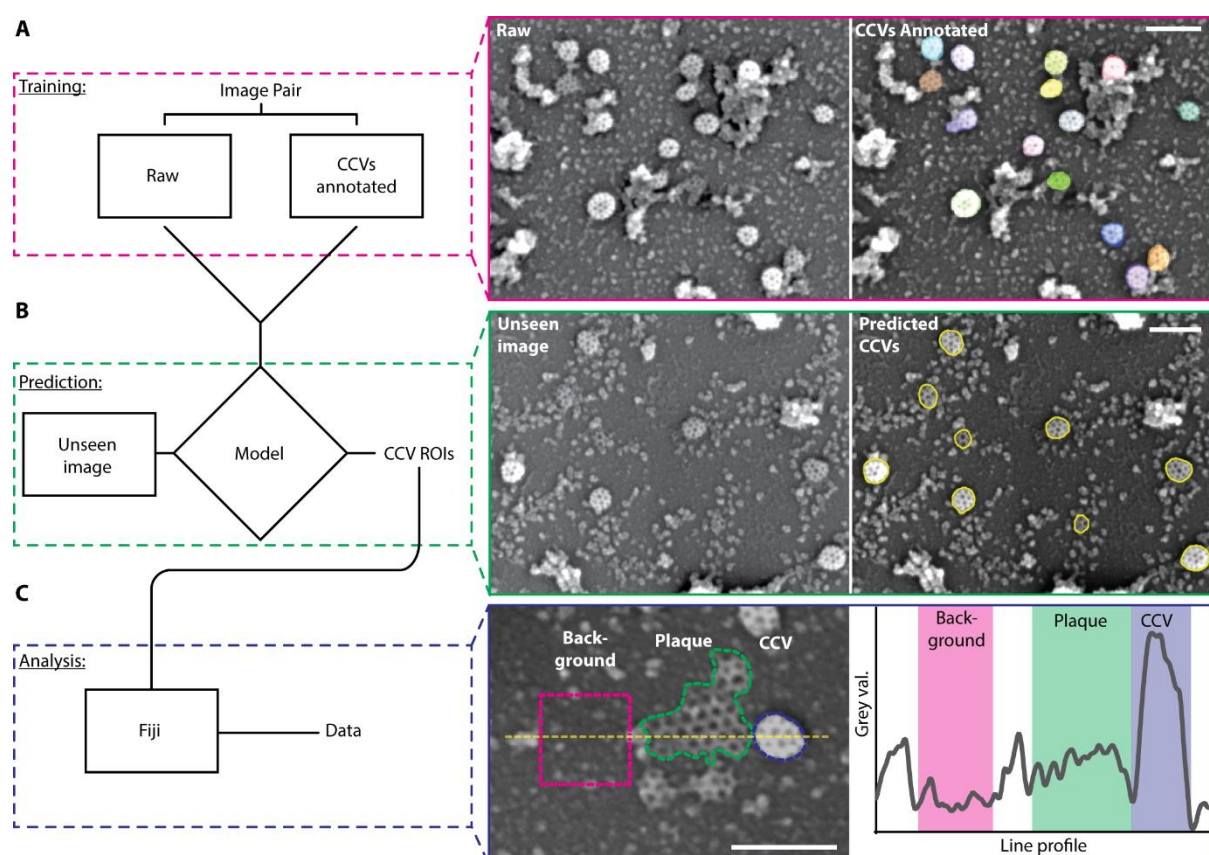 A
Training:
Image Pair
Raw
CCVs
annotated
Raw
CCVs Annotated
B
Prediction:
Unseen
image
Model
CCV ROIs
Unseen
image
Predicted
CCVs
C
Analysis:
Fiji
Data
Back-
ground
Plaque
CCV
Grey val.
Back-
ground
Plaque
CCV
Line profile